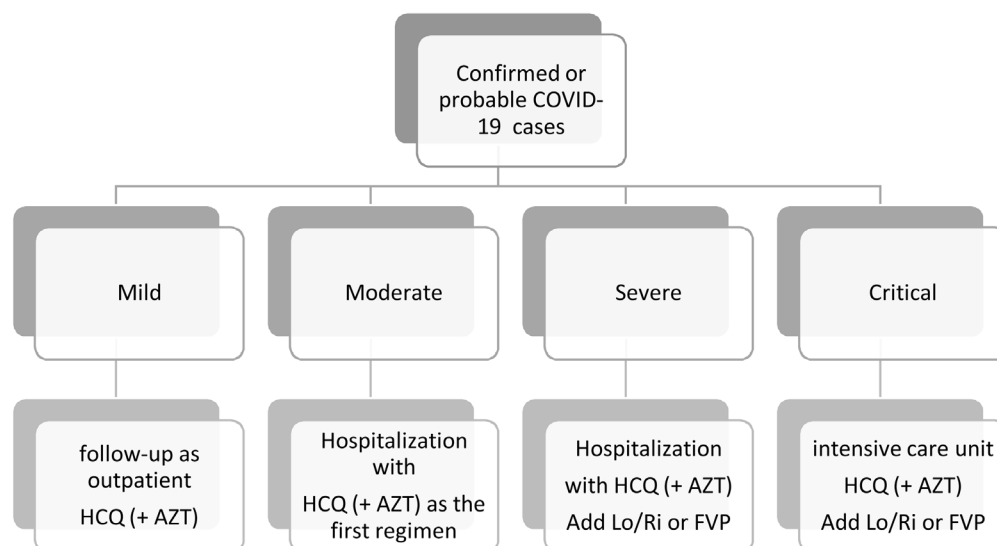 Confirmed or
probable COVID-
19 cases
Mild
Moderate
Severe
Critical
follow-up as
outpatient
HCQ (+ AZT)
Hospitalization
with
HCQ (+ AZT) as the
first regimen
Hospitalization
with HCQ (+ AZT)
Add Lo/Ri or FVP
intensive care unit
HCQ (+ AZT)
Add Lo/Ri or FVP